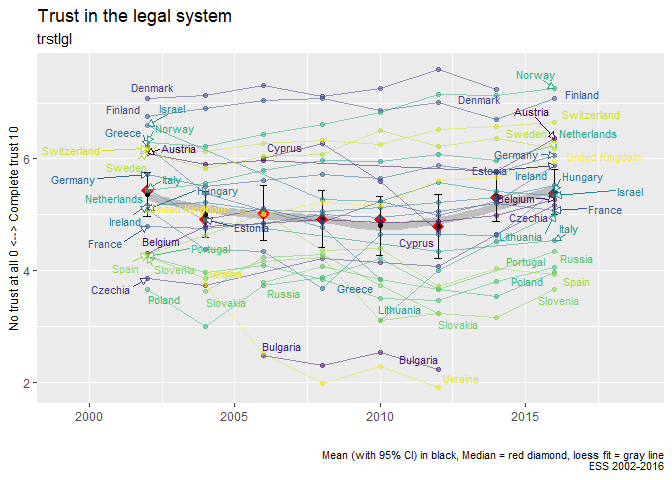 Trust in the legal system
trstlgl
No trust at all 0 <--> Complete trust 10
6
4
2
2000
2005
2010
2015
Denmark
Finland
Israel
Greece
Norway
Switzerland
Austria
Sweden
Germany
Italy
Hungary
Netherlands
Ireland
Estonia
France
Belgium
Portugal
Spain
Slovenia
Ukraine
Czechia
Poland
Slovakia
Russia
Bulgaria
Cyprus
Greece
Cyprus
Lithuania
Slovakia
Bulgaria
Ukraine
Denmark
Norway
Finland
Austria
Switzerland
Sweden
Netherlands
Germany
United Kingdom
Estonia
Ireland
Hungary
Belgium
Israel
France
Czechia
Lithuania
Italy
Portugal
Russia
Poland
Spain
Slovenia
Mean (with 95% CI) in black, Median = red diamond, loess fit = gray line
ESS 2002-2016